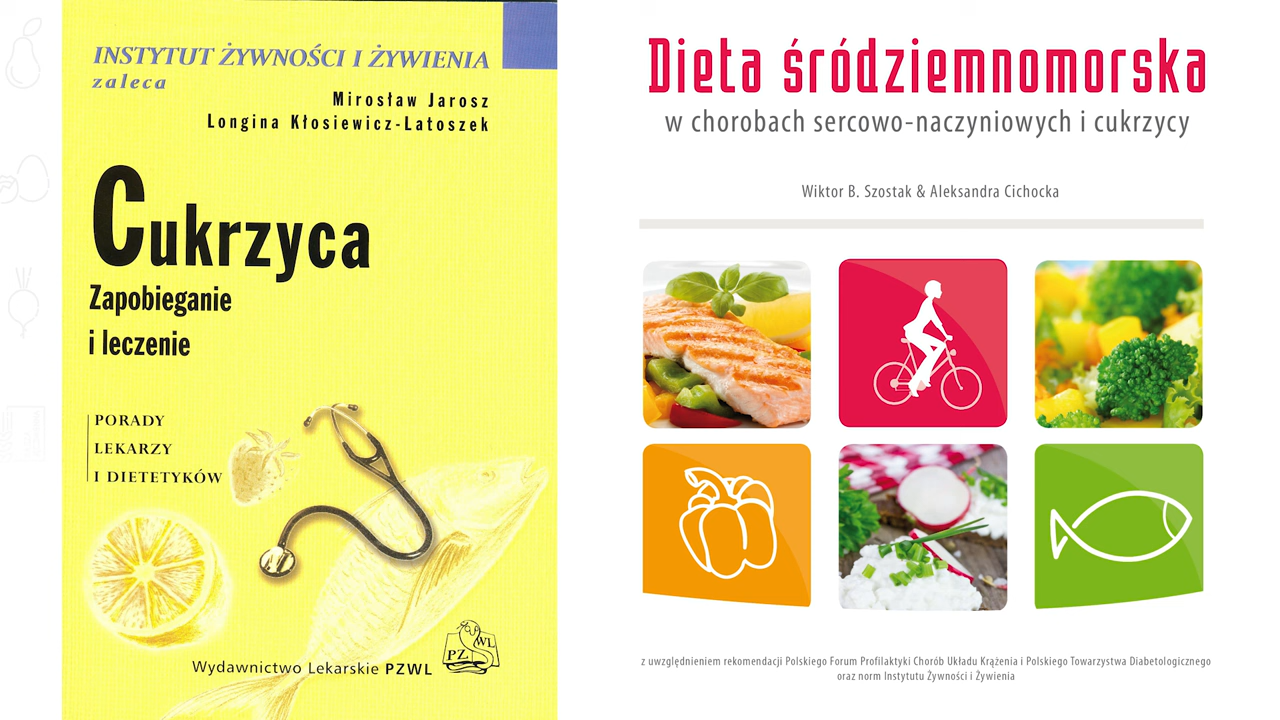 INSTYTUT ŻYWNOŚCI I ŻYWIENIA
zaleca
Mirosław Jarosz
Longina Kłosiewicz-Latoszek
Cukrzyca
Zapobieganie
i leczenie
PORADY
LEKARZY
I DIETETYKÓW
Wydawnictwo Lekarskie PZWL
PZ WL
Dieta śródziemnomorska
w chorobach sercowo-naczyniowych i cukrzycy
Wiktor B. Szostak & Aleksandra Cichocka
z uwzględnieniem rekomendacji Polskiego Forum Profilaktyki Chorób Układu Krążenia i Polskiego Towarzystwa Diabetologicznego
oraz norm Instytutu Żywności i Żywienia